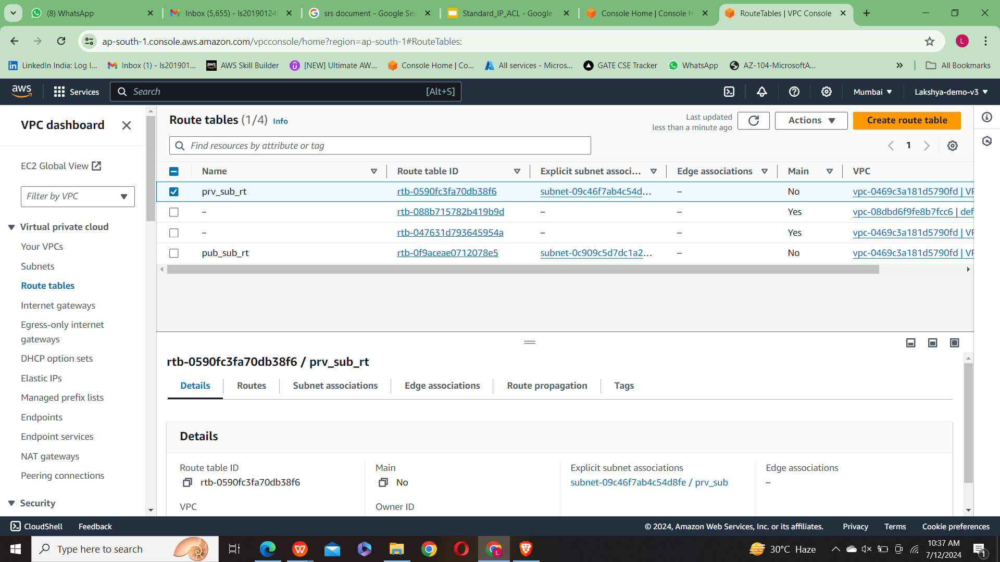 (8) WhatsApp
Inbox (5,655) - ls20190124
srs document - Google Sea
Standard_IP_ACL - Google
Console Home | Console H
RouteTables | VPC Console
ap-south-1.console.aws.amazon.com/vpcconsole/home?region=ap-south-1#RouteTables:
L
LinkedIn India: Log I...
Inbox (1) - ls201901...
AWS Skill Builder
[NEW] Ultimate AW...
Console Home | Co...
All services - Micros...
GATE CSE Tracker
WhatsApp
AZ-104-MicrosoftA...
All Bookmarks
aws
Services
Search
[Alt+S]
Mumbai
Lakshya-demo-v3
VPC dashboard
EC2 Global View
Filter by VPC
Virtual private cloud
Your VPCs
Subnets
Route tables
Internet gateways
Egress-only internet
gateways
DHCP option sets
Elastic IPs
Managed prefix lists
Endpoints
Endpoint services
NAT gateways
Peering connections
Security
Route tables (1/4) Info
Last updated
less than a minute ago
Actions
Create route table
Find resources by attribute or tag
1
Name Route table ID Explicit subnet associ... Edge associations Main VPC
prv_sub_rt rtb-0590fc3fa70db38f6 subnet-09c46f7ab4c54d... – No vpc-0469c3a181d5790fd | VP
– rtb-088b715782b419b9d – – Yes vpc-08dbd6f9fe8b7fcc6 | def
– rtb-047631d793645954a – – Yes vpc-0469c3a181d5790fd | VP
pub_sub_rt rtb-0f9aceae0712078e5 subnet-0c909c5d7dc1a2... – No vpc-0469c3a181d5790fd | VP
rtb-0590fc3fa70db38f6 / prv_sub_rt
Details Routes Subnet associations Edge associations Route propagation Tags
Details
Route table ID
rtb-0590fc3fa70db38f6
Main
No
Explicit subnet associations
subnet-09c46f7ab4c54d8fe / prv_sub
Edge associations
–
VPC
Owner ID
CloudShell
Feedback
© 2024, Amazon Web Services, Inc. or its affiliates.
Privacy
Terms
Cookie preferences
Type here to search
L
30°C Haze
10:37 AM
7/12/2024
1